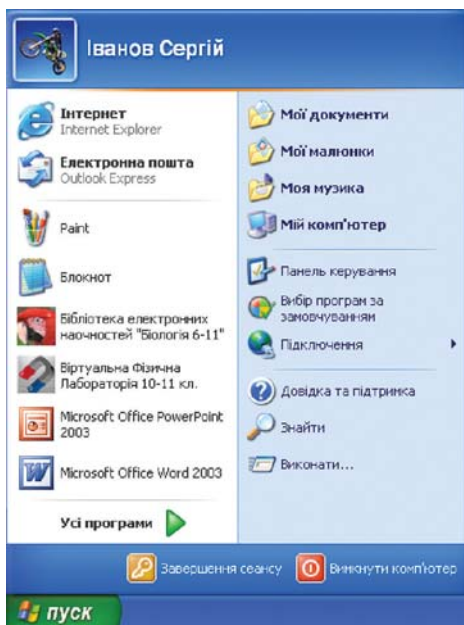 Іванов Сергій
Інтернет
Internet Explorer
Електронна пошта
Outlook Express
Paint
Блокнот
Бібліотека електронних
наочностей "Біологія 6-11"
Віртуальна Фізична
Лабораторія 10-11 кл.
Microsoft Office PowerPoint
2003
Microsoft Office Word 2003
Усі програми
Мої документи
Мої малюнки
Моя музика
Мій комп'ютер
Панель керування
Вибір програм за
замовчуванням
Підключення
Довідка та підтримка
Знайти
Виконати...
Завершення сеансу
Вимкнути комп'ютер
пуск